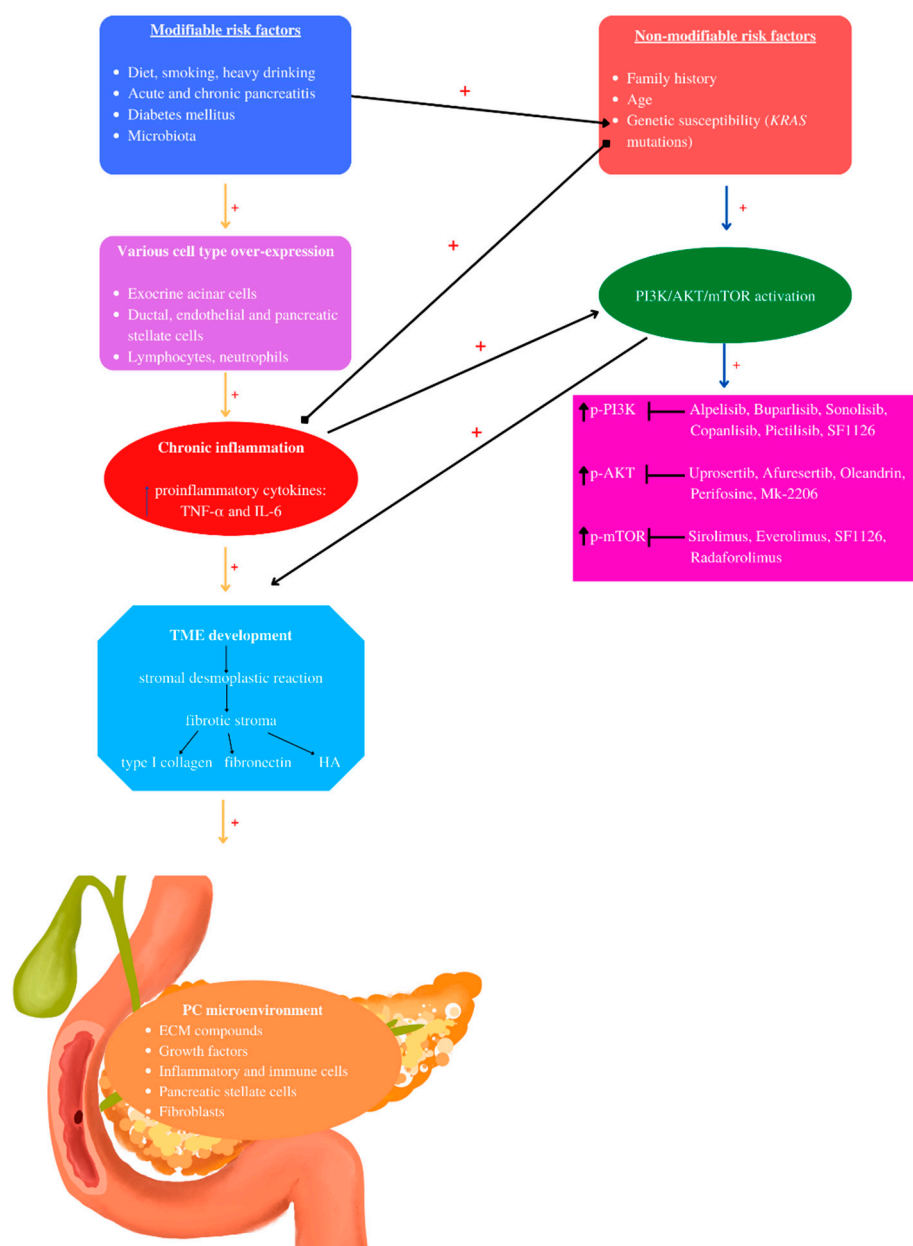 Modifiable risk factors
• Diet, smoking, heavy drinking
• Acute and chronic pancreatitis
• Diabetes mellitus
• Microbiota
+
Non-modifiable risk factors
• Family history
• Age
• Genetic susceptibility (KRAS
mutations)
+
+
Various cell type over-expression
• Exocrine acinar cells
• Ductal, endothelial and pancreatic
stellate cells
• Lymphocytes, neutrophils
+
PI3K/AKT/mTOR activation
+
+
+
+
Chronic inflammation
proinflammatory cytokines:
TNF-α and IL-6
p-PI3K
Alpelisib, Buparlisib, Sonolisib,
Copanlisib, Pictilisib, SF1126
p-AKT
Uprosertib, Afuresertib, Oleandrin,
Perifosine, Mk-2206
p-mTOR
Sirolimus, Everolimus, SF1126,
Radaforolimus
+
TME development
stromal desmoplastic reaction
fibrotic stroma
type I collagen fibronectin HA
+
PC microenvironment
• ECM compounds
• Growth factors
• Inflammatory and immune cells
• Pancreatic stellate cells
• Fibroblasts